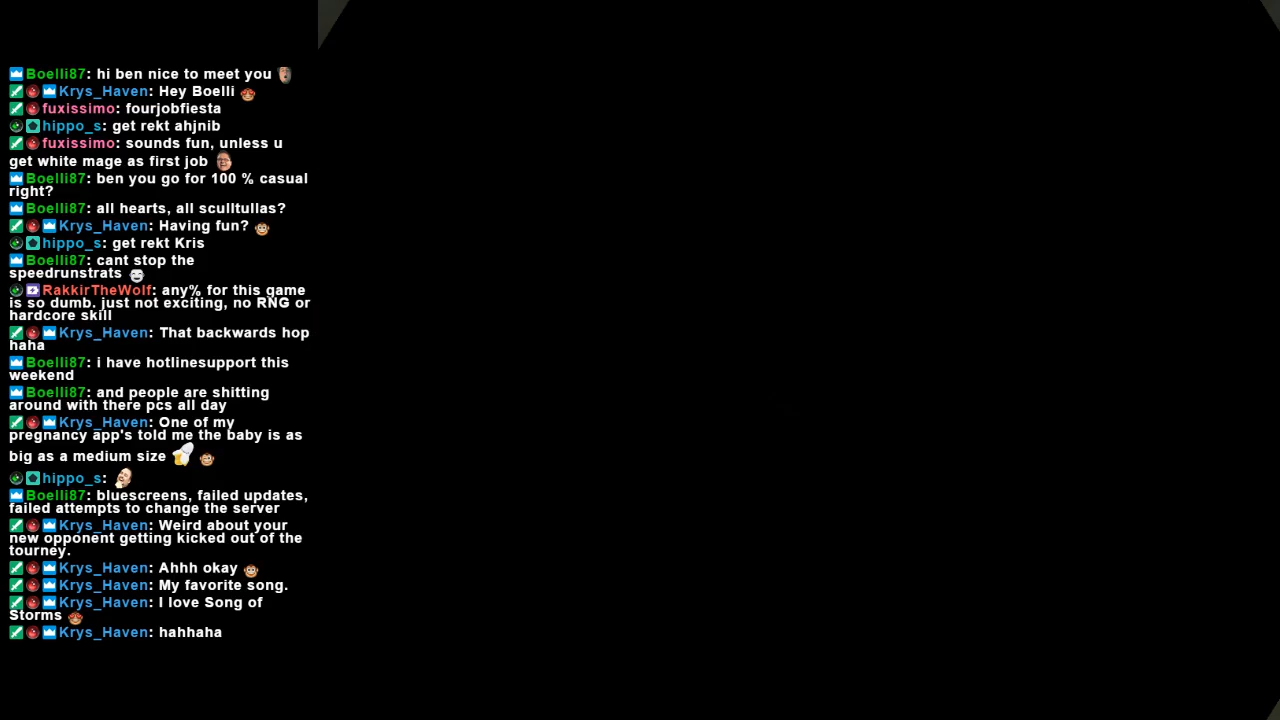 Boelli87: hi ben nice to meet you
Krys_Haven: Hey Boelli
fuxissimo: fourjobfiesta
hippo_s: get rekt ahjnib
fuxissimo: sounds fun, unless u
get white mage as first job
Boelli87: ben you go for 100 % casual
right?
Boelli87: all hearts, all sculltullas?
Krys_Haven: Having fun?
hippo_s: get rekt Kris
Boelli87: cant stop the
speedrunstrats
RakkirTheWolf: any% for this game
is so dumb. just not exciting, no RNG or
hardcore skill
Krys_Haven: That backwards hop
haha
Boelli87: i have hotlinesupport this
weekend
Boelli87: and people are shitting
around with there pcs all day
Krys_Haven: One of my
pregnancy app's told me the baby is as
big as a medium size
hippo_s:
Boelli87: bluescreens, failed updates,
failed attempts to change the server
Krys_Haven: Weird about your
new opponent getting kicked out of the
tourney.
Krys_Haven: Ahhh okay
Krys_Haven: My favorite song.
Krys_Haven: I love Song of
Storms
Krys_Haven: hahhaha